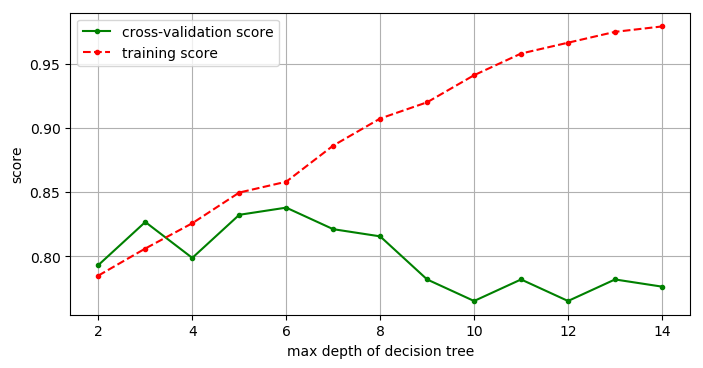 cross-validation score
training score
0.95
0.90
0.85
0.80
score
2 4 6 8 10 12 14
max depth of decision tree